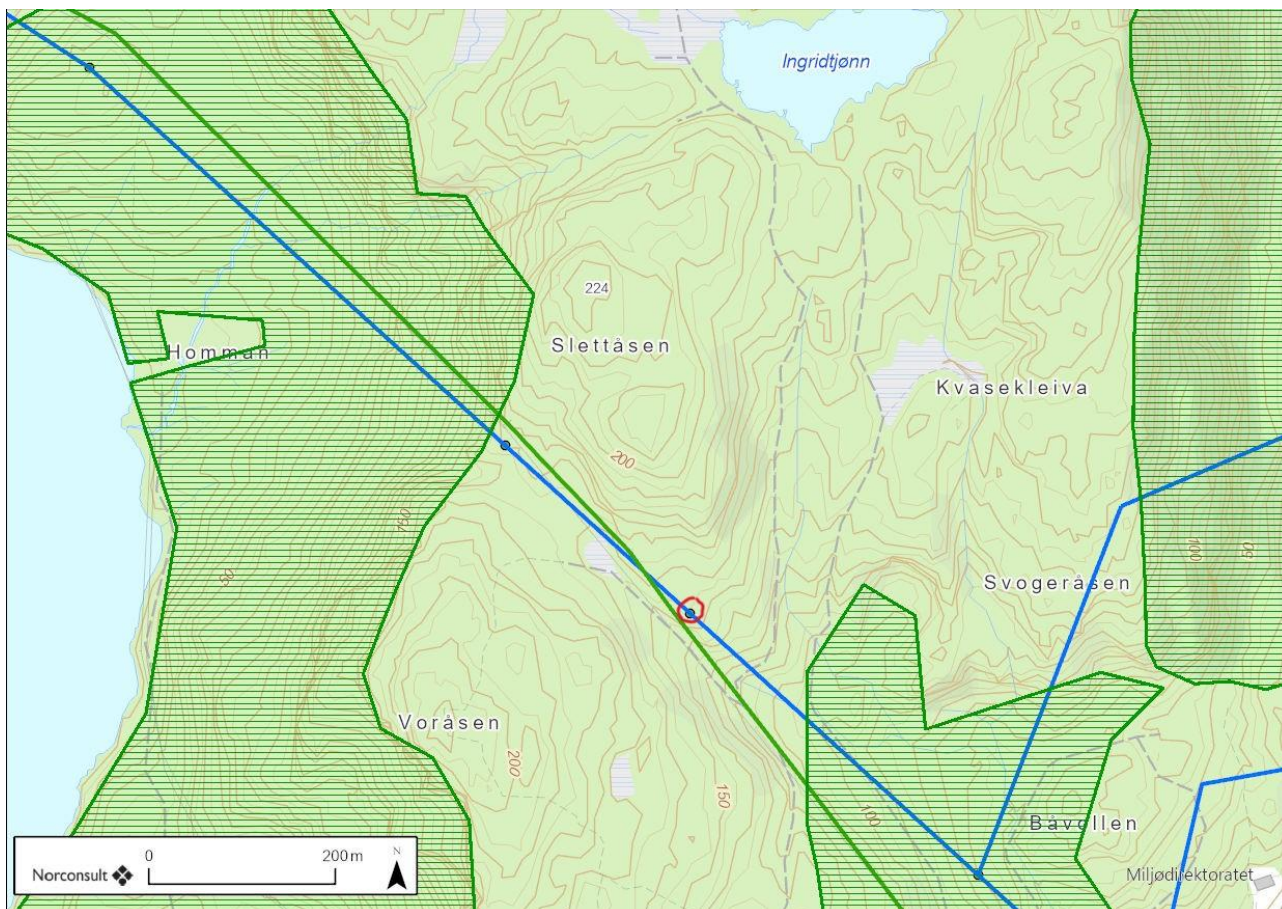 Ingridtjønn
224
Slettåsen
Homman
Kvasekleiva
200
150
50
100
50
Svogeråsen
Voråsen
200
150
100
Båvollen
Miljødirektoratet
Norconsult
0 200 m
N